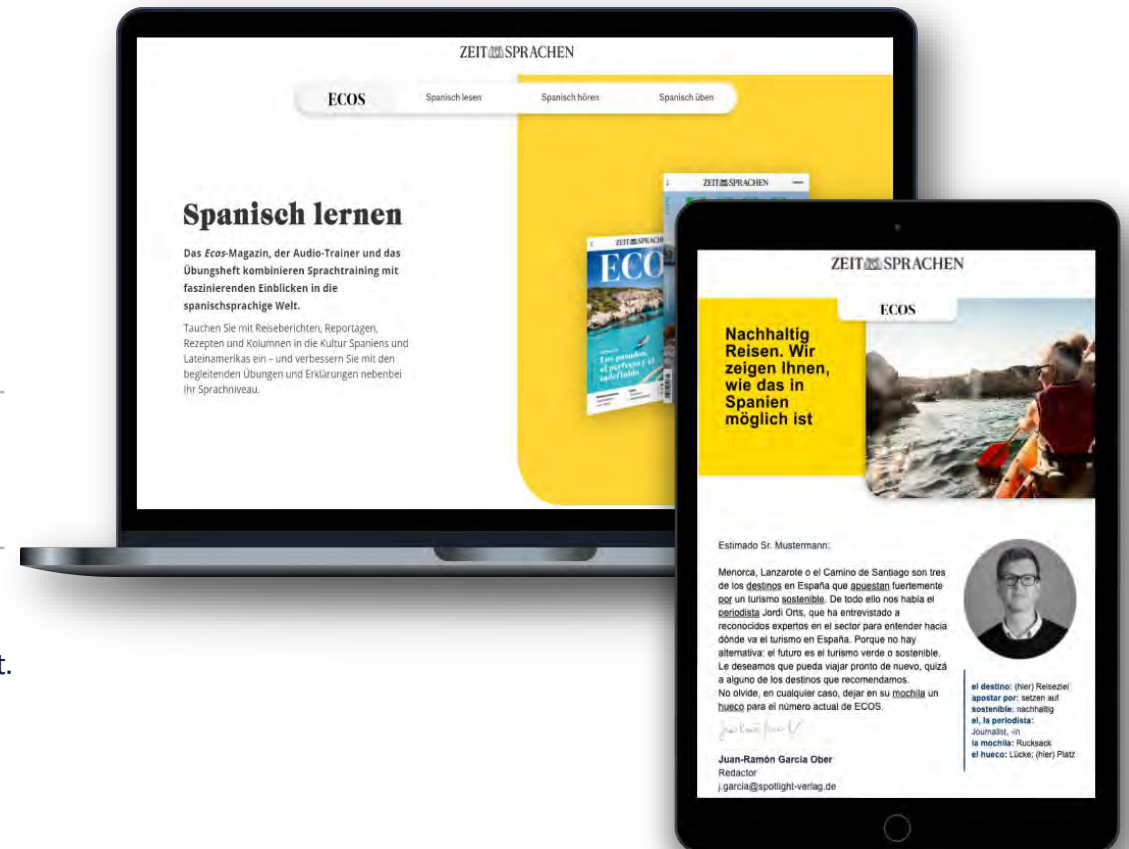 ZEIT SPRACHEN
ECOS
Spanisch lesen
Spanisch hören
Spanisch üben
Spanisch lernen
Das Ecos-Magazin, der Audio-Trainer und das
Übungsheft kombinieren Sprachtraining mit
faszinierenden Einblicken in die
spanischsprachige Welt.
Tauchen Sie mit Reiseberichten, Reportagen,
Rezepten und Kolumnen in die Kultur Spaniens und
Lateinamerikas ein – und verbessern Sie mit den
begleitenden Übungen und Erklärungen nebenbei
Ihr Sprachniveau.
ZEIT SPRACHEN
ZEIT SPRACH
ECO
Los pasados:
el perfecto y el
indefinido
t.
ZEIT SPRACHEN
ECOS
Nachhaltig
Reisen. Wir
zeigen Ihnen,
wie das in
Spanien
möglich ist
Estimado Sr. Mustermann:
Menorca, Lanzarote o el Camino de Santiago son tres
de los destinos en España que apuestan fuertemente
por un turismo sostenible. De todo ello nos habla el
periodista Jordi Orts, que ha entrevistado a
reconocidos expertos en el sector para entender hacia
dónde va el turismo en España. Porque no hay
alternativa: el futuro es el turismo verde o sostenible.
Le deseamos que pueda viajar pronto de nuevo, quizá
a alguno de los destinos que recomendamos.
No olvide, en cualquier caso, dejar en su mochila un
hueco para el número actual de ECOS.
Juan-Ramón García Ober
Redactor
j.garcia@spotlight-verlag.de
el destino: (hier) Reiseziel
apostar por: setzen auf
sostenible: nachhaltig
el, la periodista:
Journalist, -in
la mochila: Rucksack
el hueco: Lücke; (hier) Platz